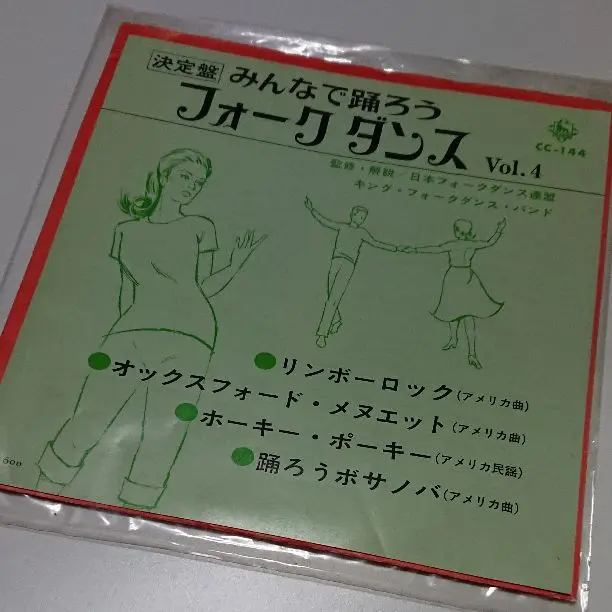 決定盤 みんなで踊ろう
フォークダンス Vol.4
CC-144
監修・解説/日本フォークダンス連盟
キング・フォークダンス・バンド
●リンボーロック(アメリカ曲)
●オックスフォード・メヌエット(アメリカ曲)
●ホーキー・ポーキー(アメリカ民謡)
●踊ろうボサノバ(アメリカ曲)